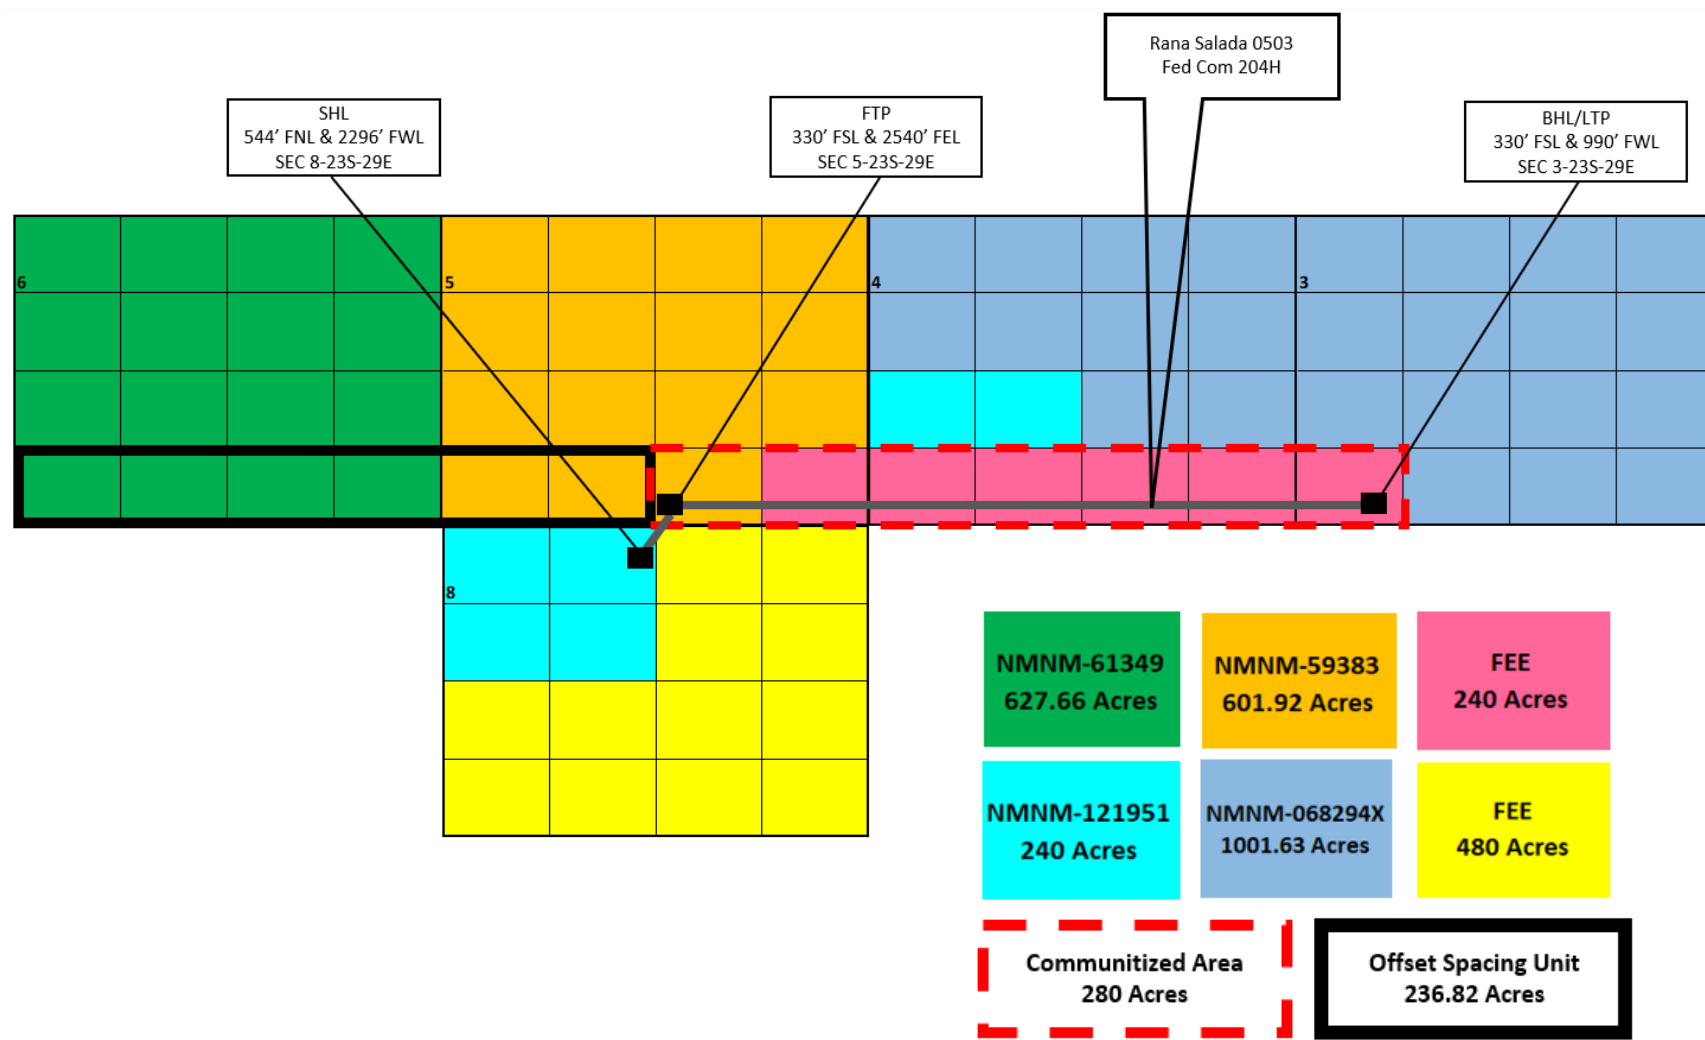 Rana Salada 0503
Fed Com 204H
SHL
544’ FNL & 2296’ FWL
SEC 8-23S-29E
FTP
330’ FSL & 2540’ FEL
SEC 5-23S-29E
BHL/LTP
330’ FSL & 990’ FWL
SEC 3-23S-29E
6
5
4
3
8
NMNM-61349
627.66 Acres
NMNM-59383
601.92 Acres
FEE
240 Acres
NMNM-121951
240 Acres
NMNM-068294X
1001.63 Acres
FEE
480 Acres
Communitized Area
280 Acres
Offset Spacing Unit
236.82 Acres